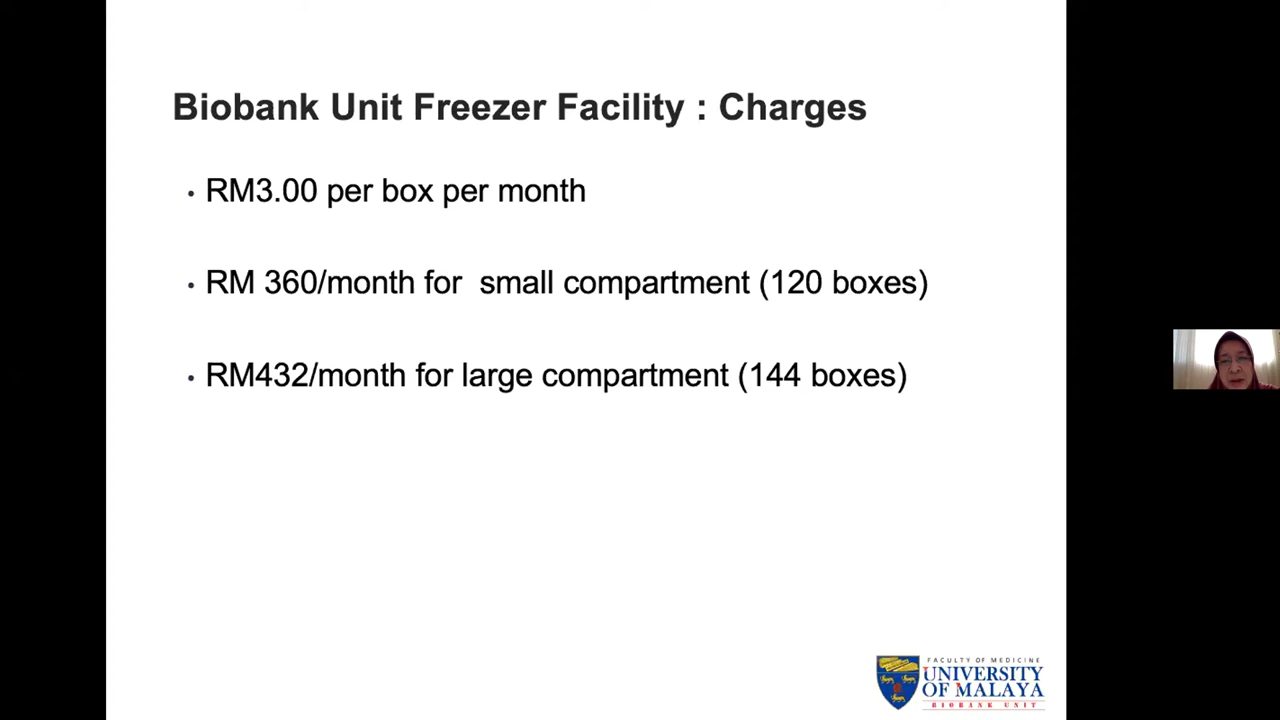 Biobank Unit Freezer Facility : Charges
• RM3.00 per box per month
• RM 360/month for  small compartment (120 boxes)
• RM432/month for large compartment (144 boxes)
FACULTY OF MEDICINE
UNIVERSITY
OF MALAYA
BIOBANK UNIT